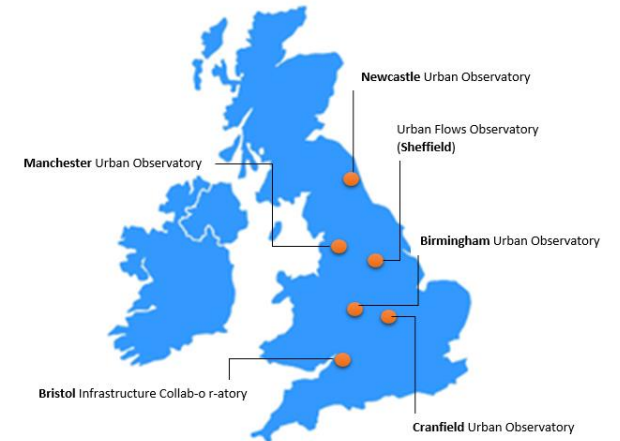 Newcastle Urban Observatory
Urban Flows Observatory
(Sheffield)
Manchester Urban Observatory
Birmingham Urban Observatory
Bristol Infrastructure Collab-o r-atory
Cranfield Urban Observatory